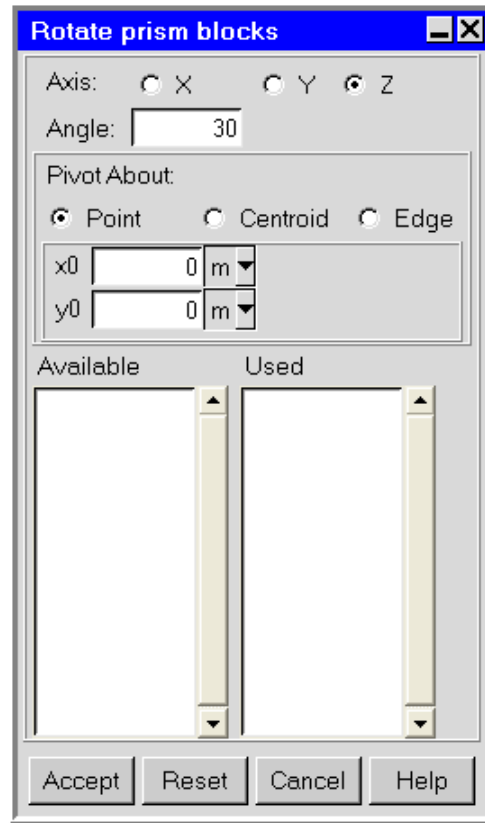 Rotate prism blocks
Axis: X Y Z
Angle: 30
Pivot About:
Point Centroid Edge
x0 0 m
y0 0 m
Available Used
Accept Reset Cancel Help